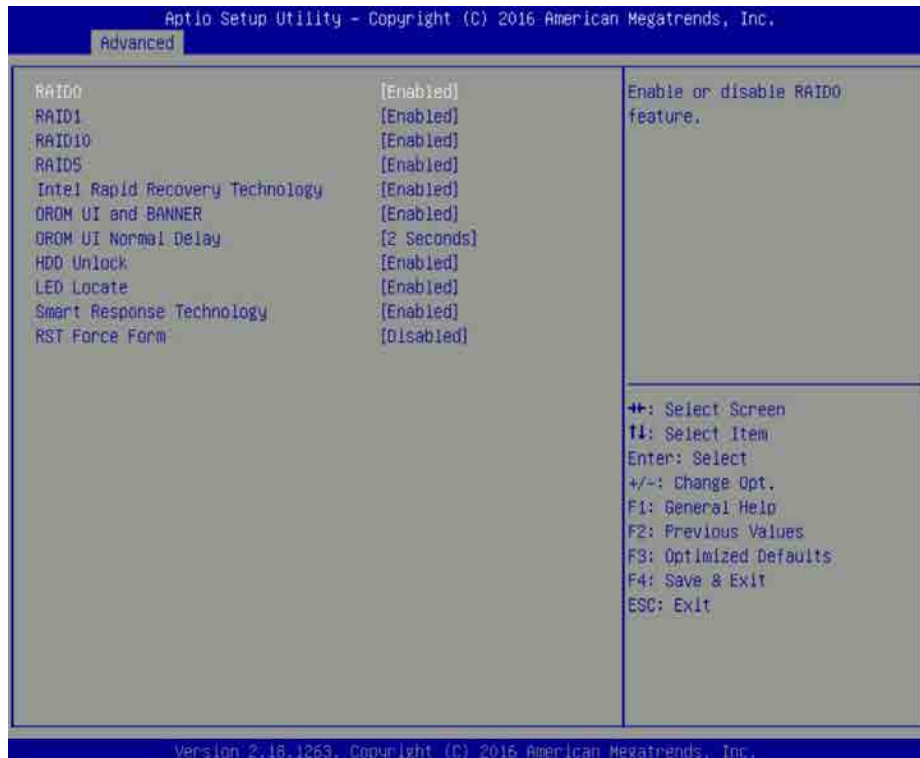 Aptio Setup Utility - Copyright (C) 2016 American Megatrends, Inc.
Advanced
RAID0 [Enabled]
RAID1 [Enabled]
RAID10 [Enabled]
RAID5 [Enabled]
Intel Rapid Recovery Technology [Enabled]
OROM UI and BANNER [Enabled]
OROM UI Normal Delay [2 Seconds]
HDD Unlock [Enabled]
LED Locate [Enabled]
Smart Response Technology [Enabled]
RST Force Form [Disabled]
Enable or disable RAID0
feature.
→←: Select Screen
↑↓: Select Item
Enter: Select
+/-: Change Opt.
F1: General Help
F2: Previous Values
F3: Optimized Defaults
F4: Save & Exit
ESC: Exit
Version 2.18.1263. Copyright (C) 2016 American Megatrends, Inc.